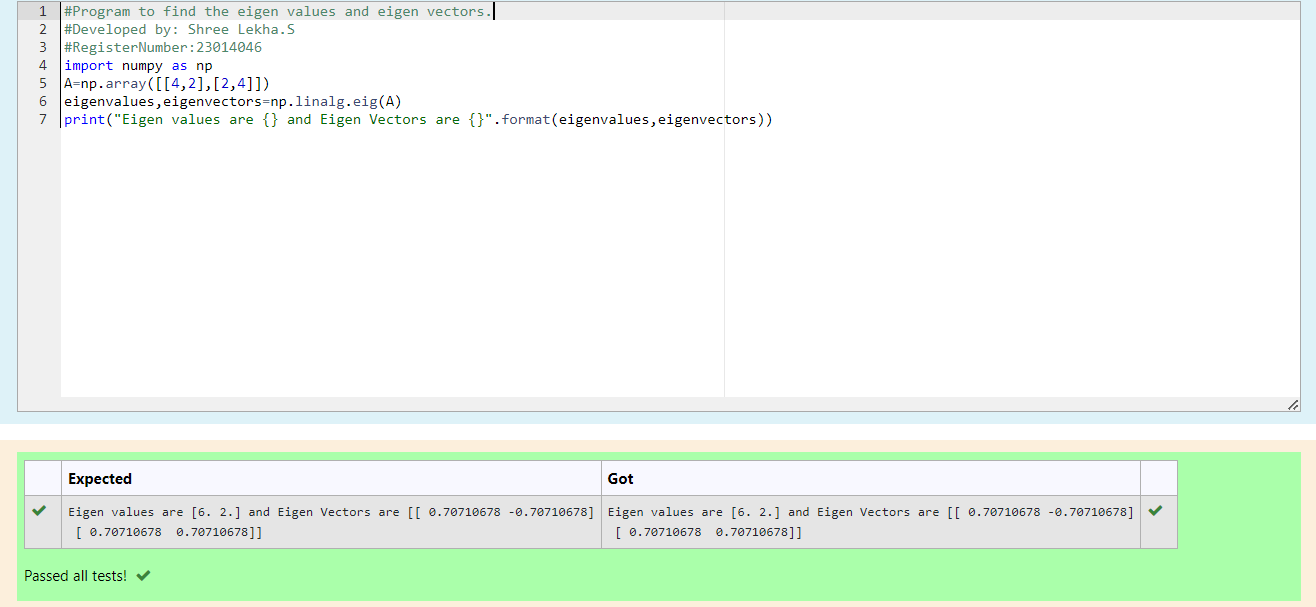 1 #Program to find the eigen values and eigen vectors.
2 #Developed by: Shree Lekha.S
3 #RegisterNumber:23014046
4 import numpy as np
5 A=np.array([[4,2],[2,4]])
6 eigenvalues,eigenvectors=np.linalg.eig(A)
7 print("Eigen values are {} and Eigen Vectors are {}".format(eigenvalues,eigenvectors))
Expected Got
Eigen values are [6. 2.] and Eigen Vectors are [[ 0.70710678 -0.70710678] Eigen values are [6. 2.] and Eigen Vectors are [[ 0.70710678 -0.70710678]
[ 0.70710678  0.70710678]] [ 0.70710678  0.70710678]]
Passed all tests!